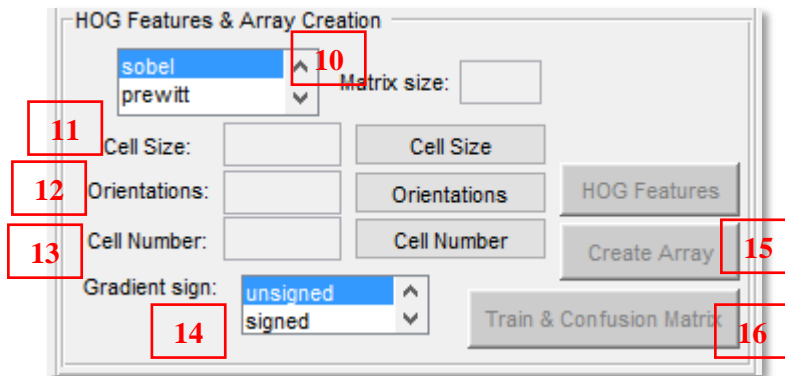 HOG Features & Array Creation
sobel
prewitt
10
Matrix size:
11
Cell Size:
Cell Size
12
Orientations:
Orientations
HOG Features
13
Cell Number:
Cell Number
Create Array
15
Gradient sign:
unsigned
signed
14
Train & Confusion Matrix
16